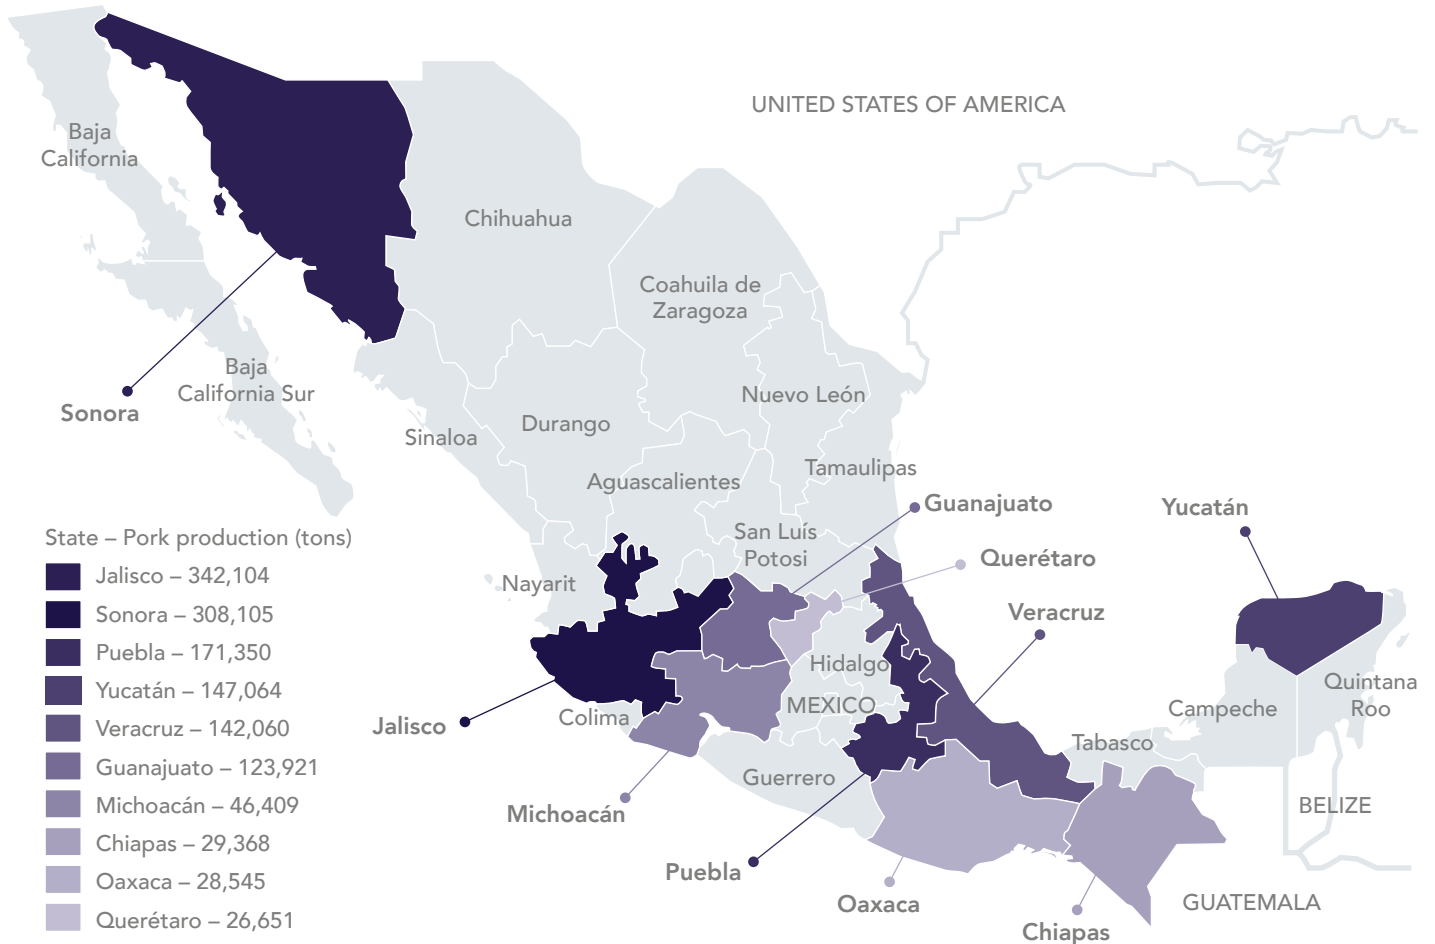 UNITED STATES OF AMERICA
Baja
California
Chihuahua
Coahuila de
Zaragoza
Baja
California Sur
Nuevo León
Sonora
Durango
Sinaloa
Tamaulipas
Aguascalientes
Guanajuato
Yucatán
San Luís
Potosi
Querétaro
Nayarit
Veracruz
Hidalgo
Quintana
Roo
MEXICO
Campeche
Colima
Jalisco
Tabasco
Guerrero
Michoacán
BELIZE
Puebla
Oaxaca
GUATEMALA
Chiapas
State – Pork production (tons)
Jalisco – 342,104
Sonora – 308,105
Puebla – 171,350
Yucatán – 147,064
Veracruz – 142,060
Guanajuato – 123,921
Michoacán – 46,409
Chiapas – 29,368
Oaxaca – 28,545
Querétaro – 26,651